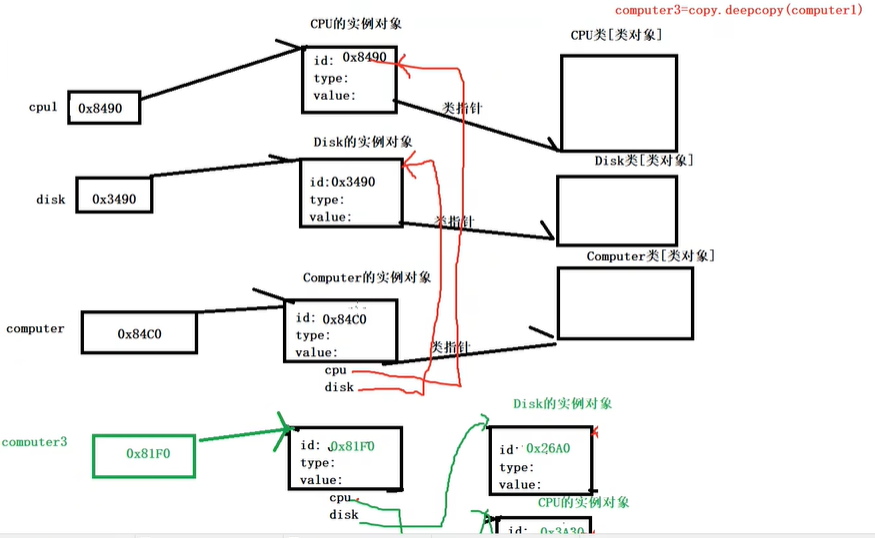 computer3=copy.deepcopy(computer1)
CPU的实例对象
CPU类[类对象]
id: 0x8490
type:
value:
cpu1
0x8490
类指针
Disk的实例对象
Disk类[类对象]
id:0x3490
type:
value:
disk
0x3490
类指针
Computer类[类对象]
Computer的实例对象
id: 0x84C0
type:
value:
computer
0x84C0
类指针
cpu
disk
Disk的实例对象
computer3
0x81F0
id: 0x81F0
type:
value:
id: 0x26A0
type:
value:
cpu
disk
CPU的实例对象
id: 0x3A30